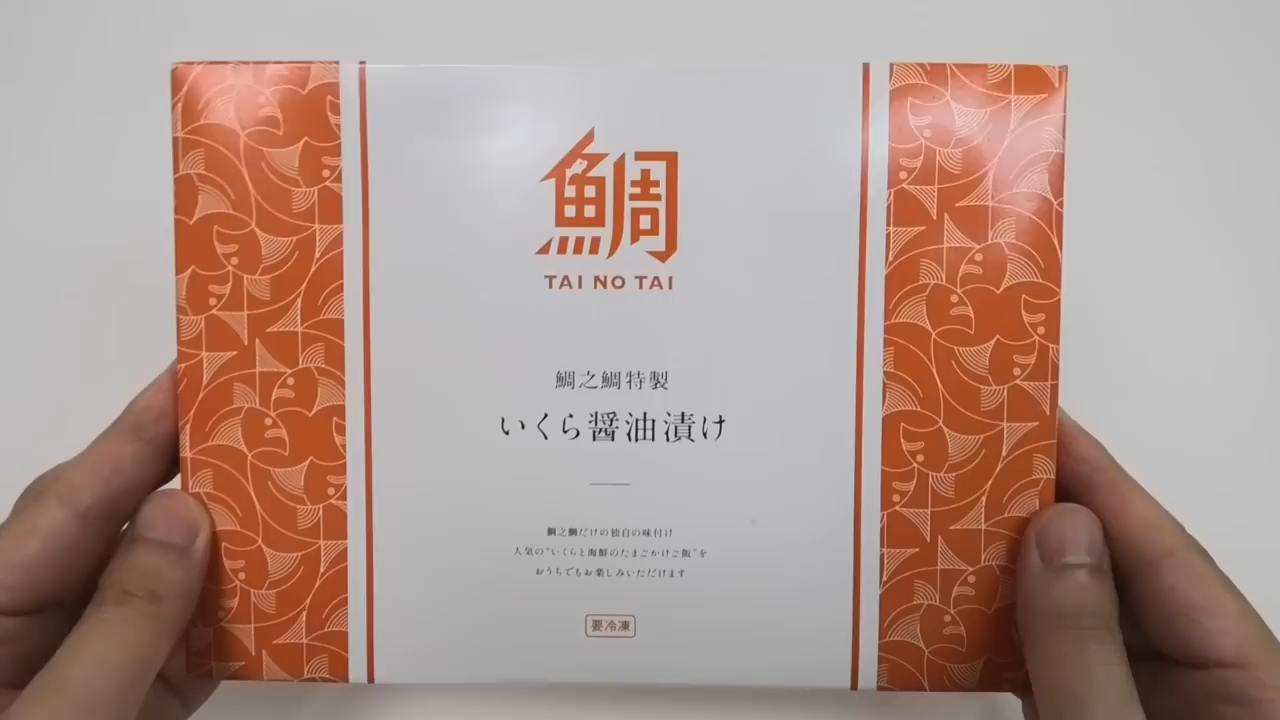 鯛
TAI NO TAI
鯛之鯛特製
いくら醤油漬け
鯛之鯛だけの独自の味付け
人気の"いくらと海鮮のたまごかけご飯"を
おうちでもお楽しみいただけます
要冷凍